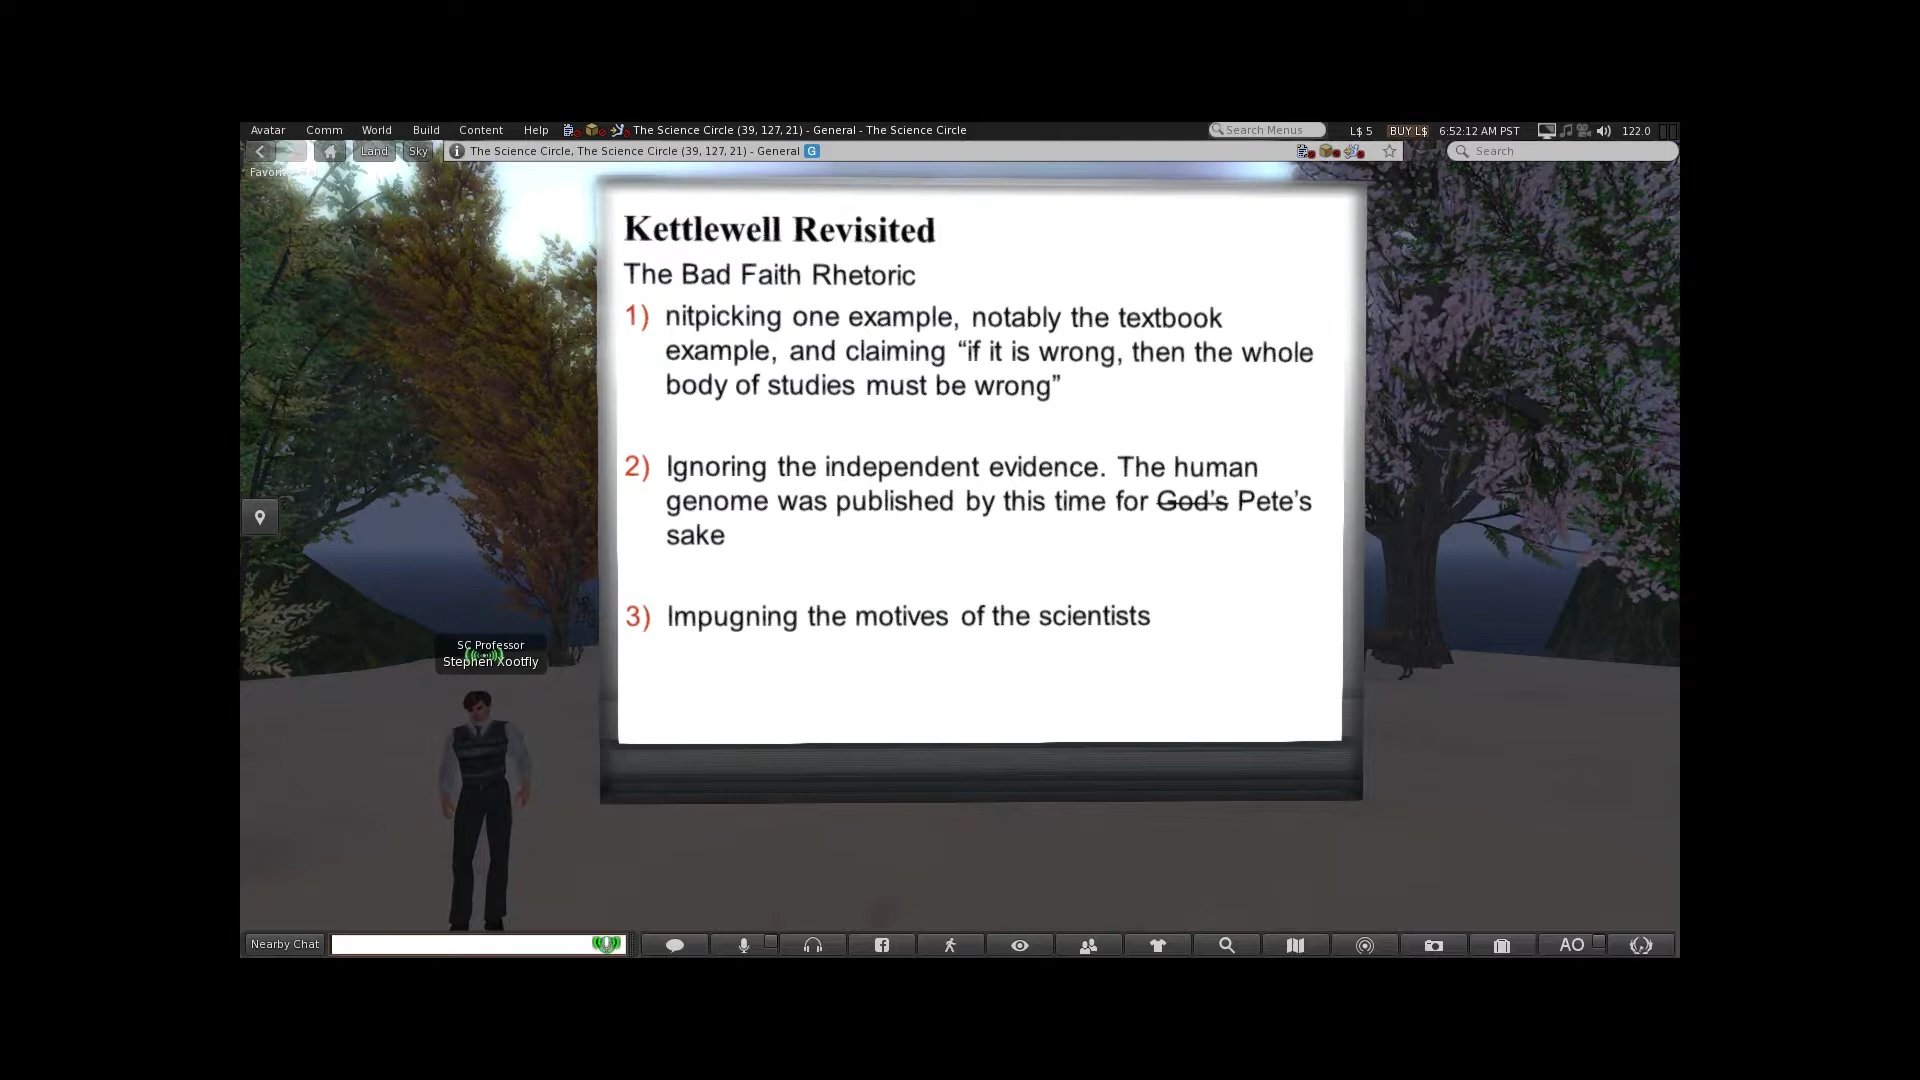 Avatar Comm World Build Content Help The Science Circle (39, 127, 21) - General - The Science Circle Search Menus L$ 5 BUY L$ 6:52:12 AM PST 122.0
Land Sky The Science Circle, The Science Circle (39, 127, 21) - General G Search
Kettlewell Revisited
The Bad Faith Rhetoric
1) nitpicking one example, notably the textbook
example, and claiming “if it is wrong, then the whole
body of studies must be wrong”
2) Ignoring the independent evidence. The human
genome was published by this time for God’s Pete’s
sake
3) Impugning the motives of the scientists
SC Professor
Stephen Xootfly
Nearby Chat AO